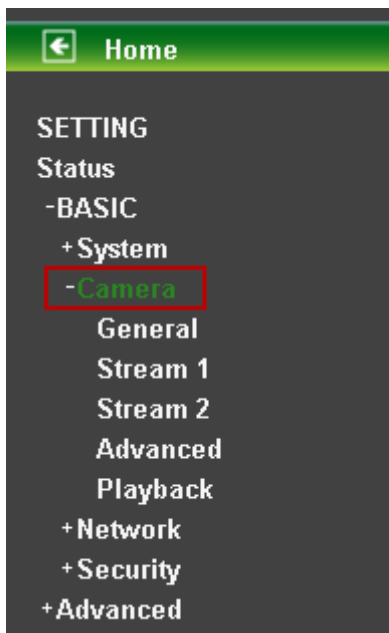 Home
SETTING
Status
-BASIC
+System
-Camera
General
Stream 1
Stream 2
Advanced
Playback
+Network
+Security
+Advanced